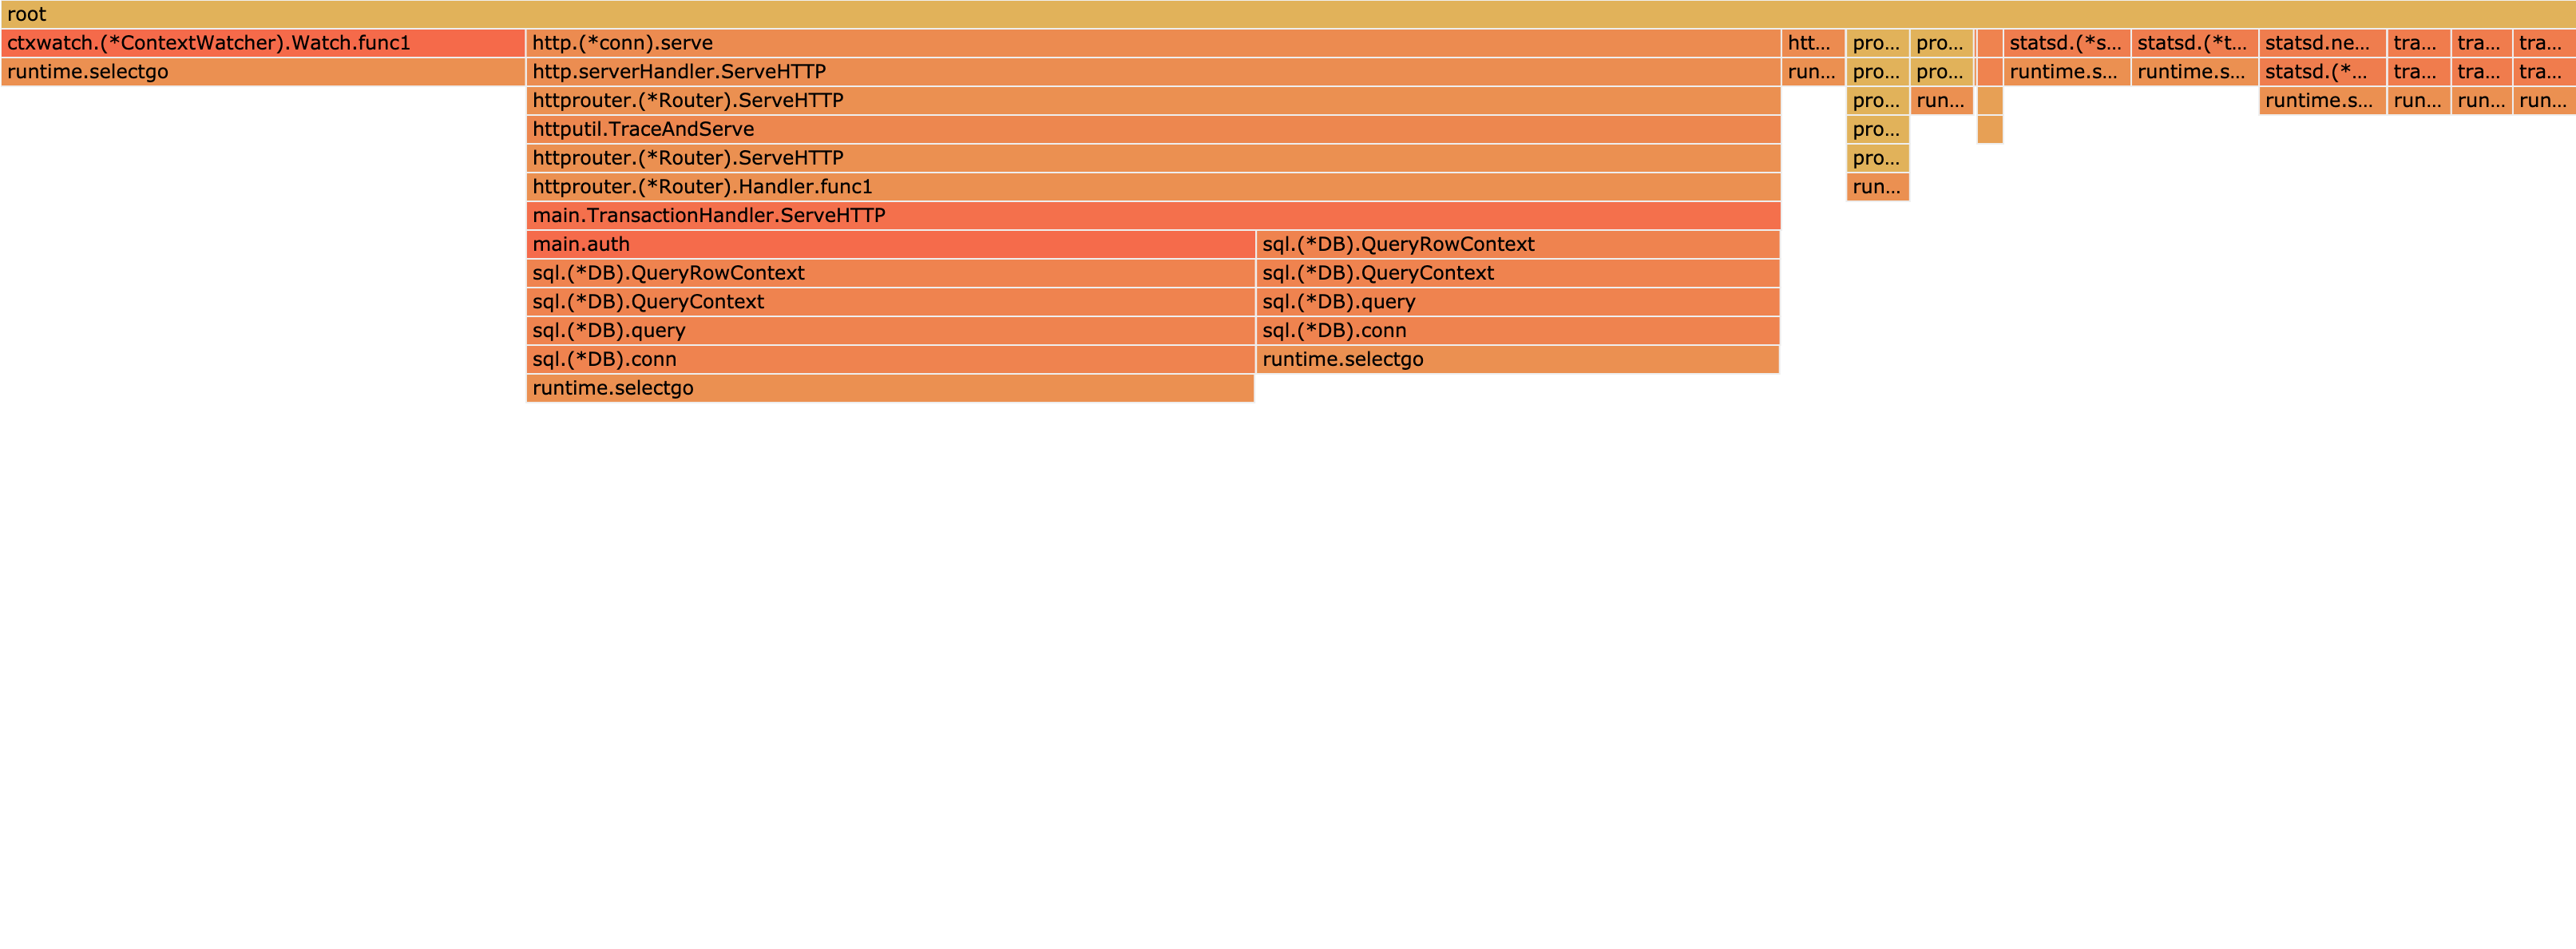 root
ctxwatch.(*ContextWatcher).Watch.func1 http.(*conn).serve htt... pro... pro... statsd.(*s... statsd.(*t... statsd.ne... tra... tra... tra...
runtime.selectgo http.serverHandler.ServeHTTP run... pro... pro... runtime.s... runtime.s... statsd.(*... tra... tra... tra...
httprouter.(*Router).ServeHTTP pro... run... runtime.s... run... run... run...
httputil.TraceAndServe pro...
httprouter.(*Router).ServeHTTP pro...
httprouter.(*Router).Handler.func1 run...
main.TransactionHandler.ServeHTTP
main.auth sql.(*DB).QueryRowContext
sql.(*DB).QueryRowContext sql.(*DB).QueryContext
sql.(*DB).QueryContext sql.(*DB).query
sql.(*DB).query sql.(*DB).conn
sql.(*DB).conn runtime.selectgo
runtime.selectgo